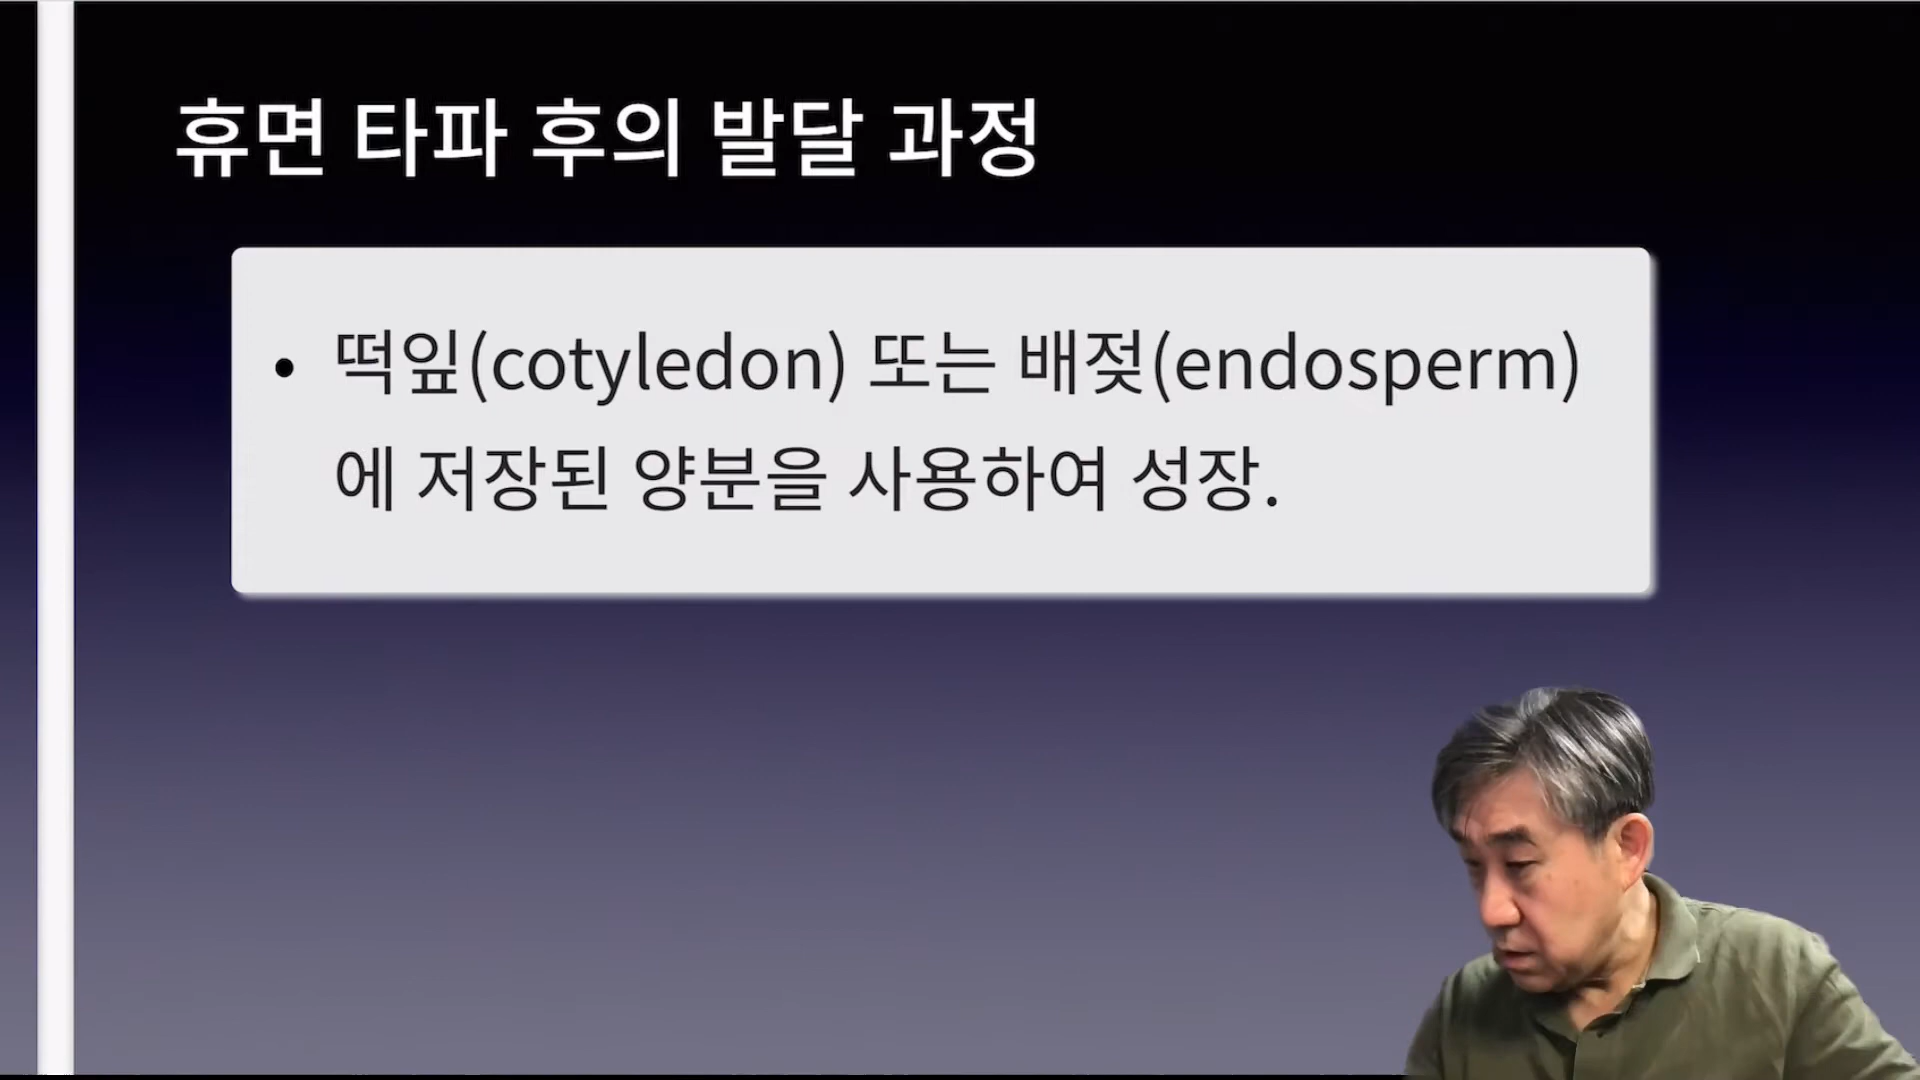 휴면 타파 후의 발달 과정
• 떡잎(cotyledon) 또는 배젖(endosperm)
에 저장된 양분을 사용하여 성장.